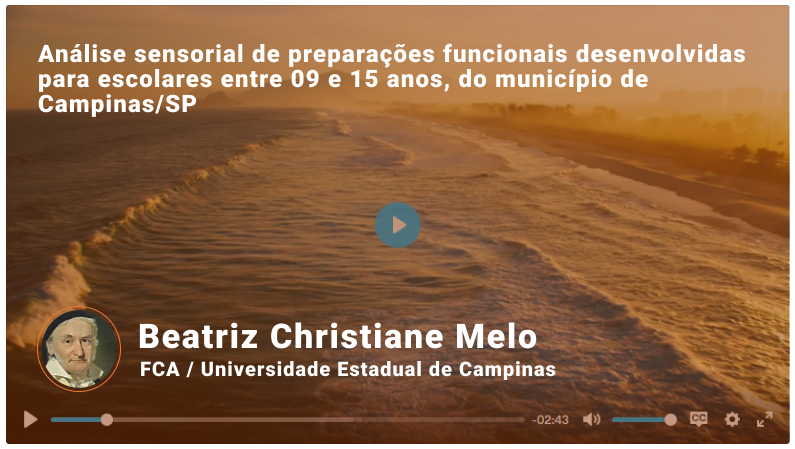 Análise sensorial de preparações funcionais desenvolvidas
para escolares entre 09 e 15 anos, do município de
Campinas/SP
Beatriz Christiane Melo
FCA / Universidade Estadual de Campinas
-02:43
CC